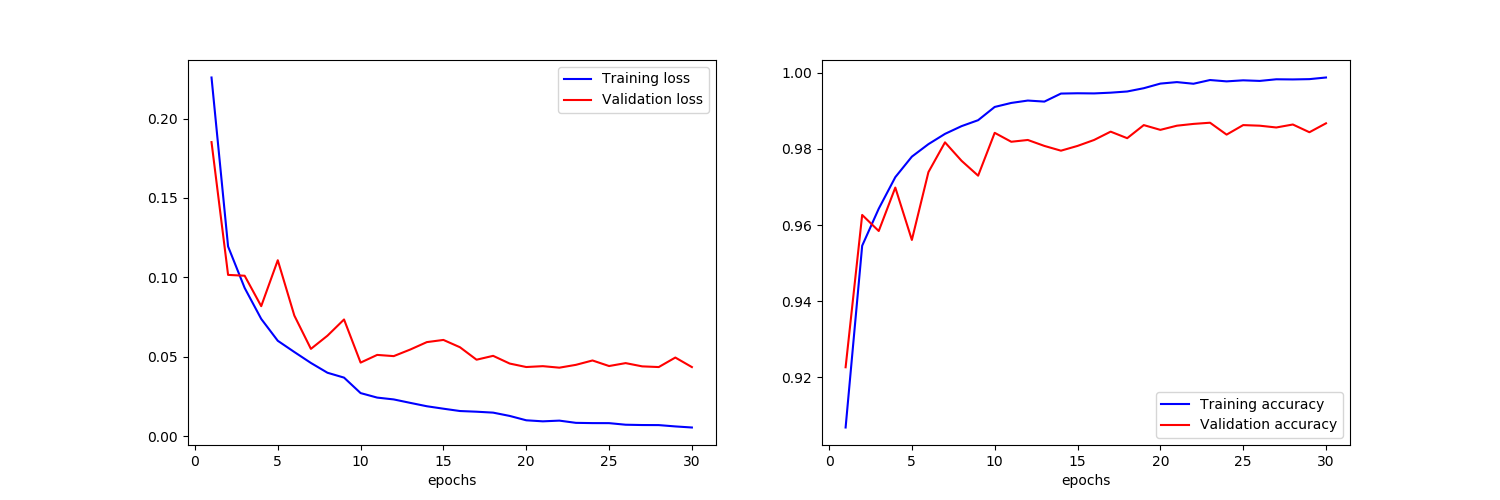 Training loss
Validation loss
0.20
0.15
0.10
0.05
0.00
0 5 10 15 20 25 30
epochs
1.00
0.98
0.96
0.94
0.92
Training accuracy
Validation accuracy
0 5 10 15 20 25 30
epochs